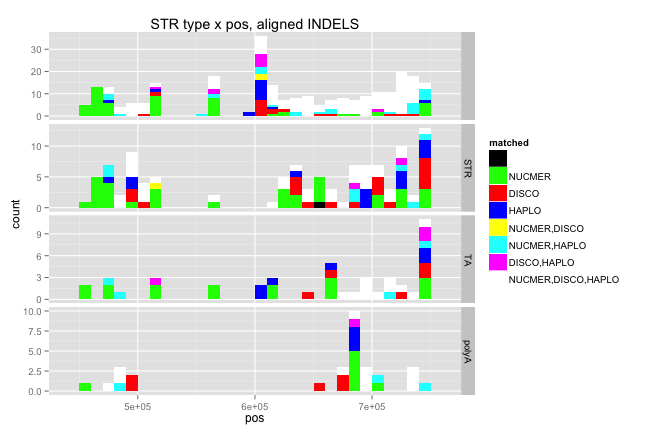 STR type x pos, aligned INDELS
count
30
20
10
0
10
5
0
STR
9
6
3
0
TA
10.0
7.5
5.0
2.5
0.0
polyA
5e+05
6e+05
7e+05
pos
matched
NUCMER
DISCO
HAPLO
NUCMER,DISCO
NUCMER,HAPLO
DISCO,HAPLO
NUCMER,DISCO,HAPLO